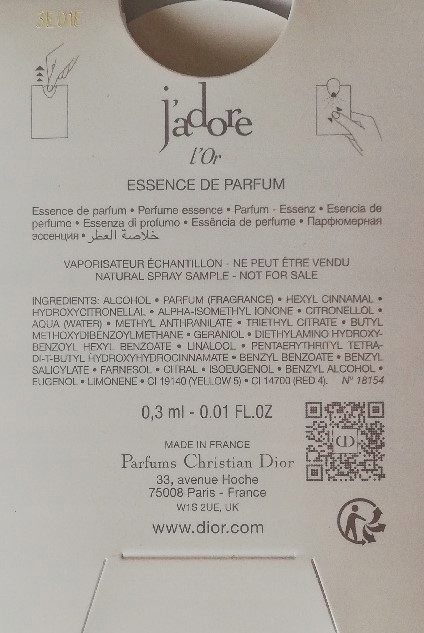 j'adore
l'Or
ESSENCE DE PARFUM
Essence de parfum • Perfume essence • Parfum - Essenz • Esencia de
perfume • Essenza di profumo • Essência de perfume • Парфюмерная
эссенция • خلاصة العطر
VAPORISATEUR ÉCHANTILLON - NE PEUT ÊTRE VENDU
NATURAL SPRAY SAMPLE - NOT FOR SALE
INGREDIENTS: ALCOHOL • PARFUM (FRAGRANCE) • HEXYL CINNAMAL •
HYDROXYCITRONELLAL • ALPHA-ISOMETHYL IONONE • CITRONELLOL •
AQUA (WATER) • METHYL ANTHRANILATE • TRIETHYL CITRATE • BUTYL
METHOXYDIBENZOYLMETHANE • GERANIOL • DIETHYLAMINO HYDROXY-
BENZOYL HEXYL BENZOATE • LINALOOL • PENTAERYTHRITYL TETRA-
DI-T-BUTYL HYDROXYHYDROCINNAMATE • BENZYL BENZOATE • BENZYL
SALICYLATE • FARNESOL • CITRAL • ISOEUGENOL • BENZYL ALCOHOL •
EUGENOL • LIMONENE • CI 19140 (YELLOW 5) • CI 14700 (RED 4). N° 18154
0,3 ml - 0.01 FL.OZ
MADE IN FRANCE
Parfums Christian Dior
33, avenue Hoche
75008 Paris - France
W1S 2UE, UK
www.dior.com